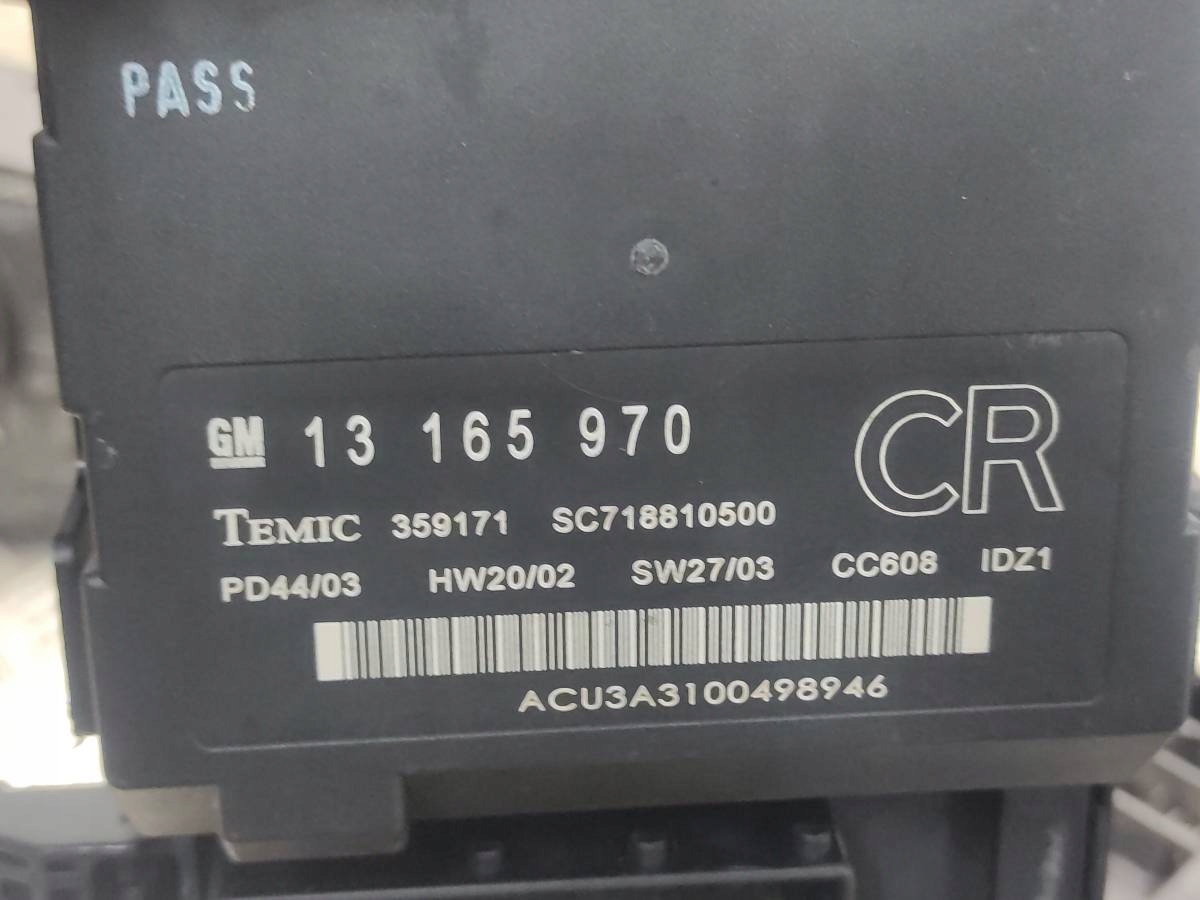 PASS
GM 13 165 970 CR
TEMIC 359171 SC718810500
PD44/03 HW20/02 SW27/03 CC608 IDZ1
ACU3A3100498946